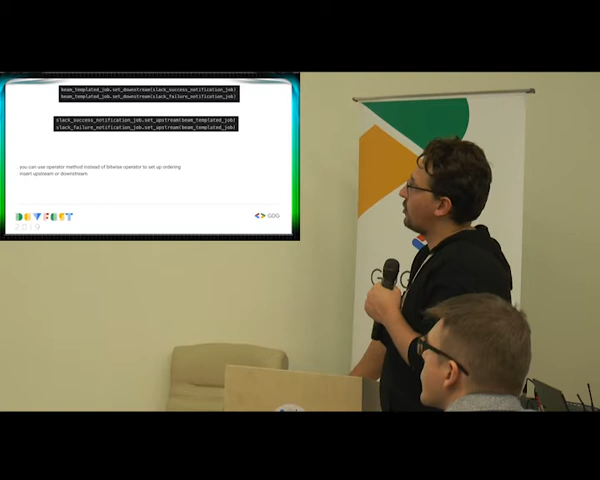 beam_templated_job.set_downstream(slack_success_notification_job)
beam_templated_job.set_downstream(slack_failure_notification_job)
slack_success_notification_job.set_upstream(beam_templated_job)
slack_failure_notification_job.set_upstream(beam_templated_job)
you can use operator method instead of bitwise operator to set up ordering
insert upstream or downstream
DEVFEST
2019
GDG